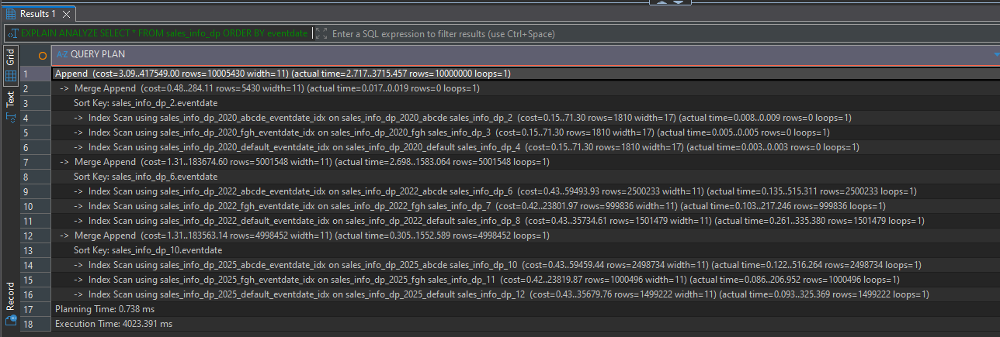 Results 1
EXPLAIN ANALYZE SELECT * FROM sales_info_dp ORDER BY eventdate
Enter a SQL expression to filter results (use Ctrl+Space)
Grid
Text
Record
A-Z QUERY PLAN
1 Append (cost=3.09..417549.00 rows=10005430 width=11) (actual time=2.717..3715.457 rows=10000000 loops=1)
2 -> Merge Append (cost=0.48..284.11 rows=5430 width=11) (actual time=0.017..0.019 rows=0 loops=1)
3 Sort Key: sales_info_dp_2.eventdate
4 -> Index Scan using sales_info_dp_2020_abcde_eventdate_idx on sales_info_dp_2020_abcde sales_info_dp_2 (cost=0.15..71.30 rows=1810 width=17) (actual time=0.008..0.009 rows=0 loops=1)
5 -> Index Scan using sales_info_dp_2020_fgh_eventdate_idx on sales_info_dp_2020_fgh sales_info_dp_3 (cost=0.15..71.30 rows=1810 width=17) (actual time=0.005..0.005 rows=0 loops=1)
6 -> Index Scan using sales_info_dp_2020_default_eventdate_idx on sales_info_dp_2020_default sales_info_dp_4 (cost=0.15..71.30 rows=1810 width=17) (actual time=0.003..0.003 rows=0 loops=1)
7 -> Merge Append (cost=1.31..183674.60 rows=5001548 width=11) (actual time=2.698..1583.064 rows=5001548 loops=1)
8 Sort Key: sales_info_dp_6.eventdate
9 -> Index Scan using sales_info_dp_2022_abcde_eventdate_idx on sales_info_dp_2022_abcde sales_info_dp_6 (cost=0.43..59493.93 rows=2500233 width=11) (actual time=0.135..515.311 rows=2500233 loops=1)
10 -> Index Scan using sales_info_dp_2022_fgh_eventdate_idx on sales_info_dp_2022_fgh sales_info_dp_7 (cost=0.42..23801.97 rows=999836 width=11) (actual time=0.103..217.246 rows=999836 loops=1)
11 -> Index Scan using sales_info_dp_2022_default_eventdate_idx on sales_info_dp_2022_default sales_info_dp_8 (cost=0.43..35734.61 rows=1501479 width=11) (actual time=0.261..335.380 rows=1501479 loops=1)
12 -> Merge Append (cost=1.31..183563.14 rows=4998452 width=11) (actual time=0.305..1552.589 rows=4998452 loops=1)
13 Sort Key: sales_info_dp_10.eventdate
14 -> Index Scan using sales_info_dp_2025_abcde_eventdate_idx on sales_info_dp_2025_abcde sales_info_dp_10 (cost=0.43..59459.44 rows=2498734 width=11) (actual time=0.122..516.264 rows=2498734 loops=1)
15 -> Index Scan using sales_info_dp_2025_fgh_eventdate_idx on sales_info_dp_2025_fgh sales_info_dp_11 (cost=0.42..23819.87 rows=1000496 width=11) (actual time=0.086..206.952 rows=1000496 loops=1)
16 -> Index Scan using sales_info_dp_2025_default_eventdate_idx on sales_info_dp_2025_default sales_info_dp_12 (cost=0.43..35679.76 rows=1499222 width=11) (actual time=0.093..325.369 rows=1499222 loops=1)
17 Planning Time: 0.738 ms
18 Execution Time: 4023.391 ms